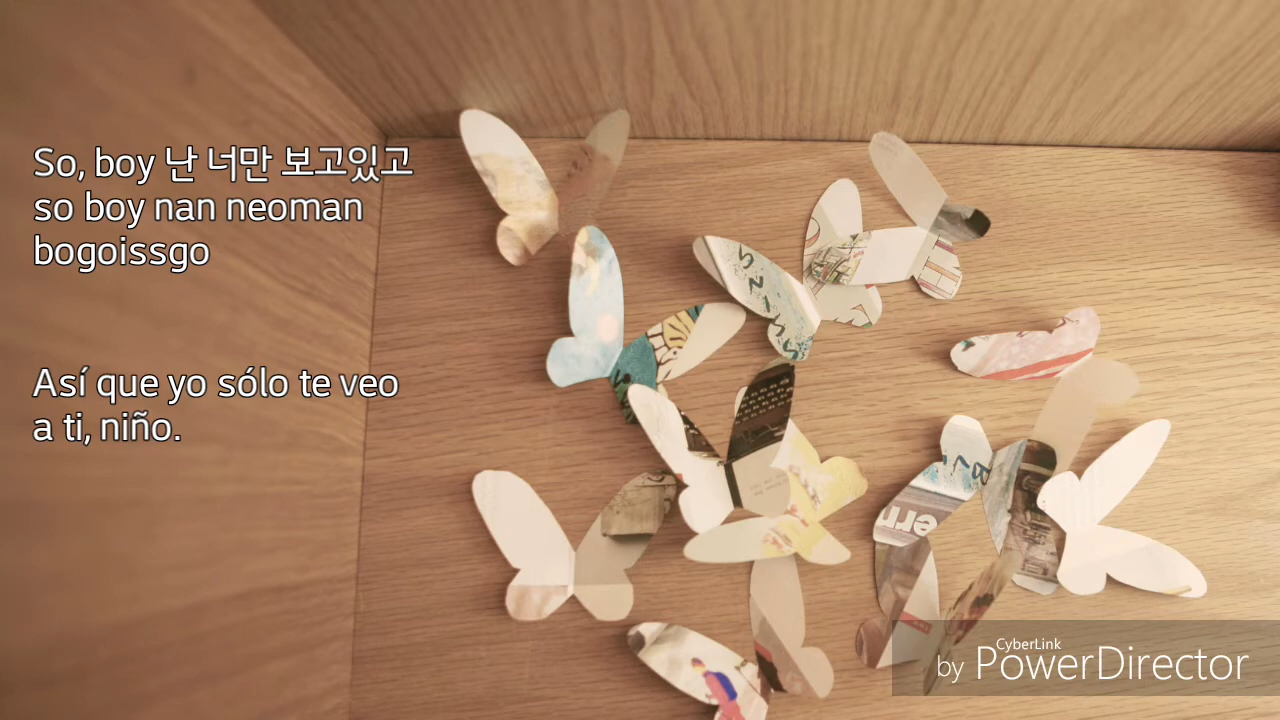 So, boy 난 너만 보고있고
so boy nan neoman
bogoissgo
Así que yo sólo te veo
a ti, niño.
CyberLink
by PowerDirector